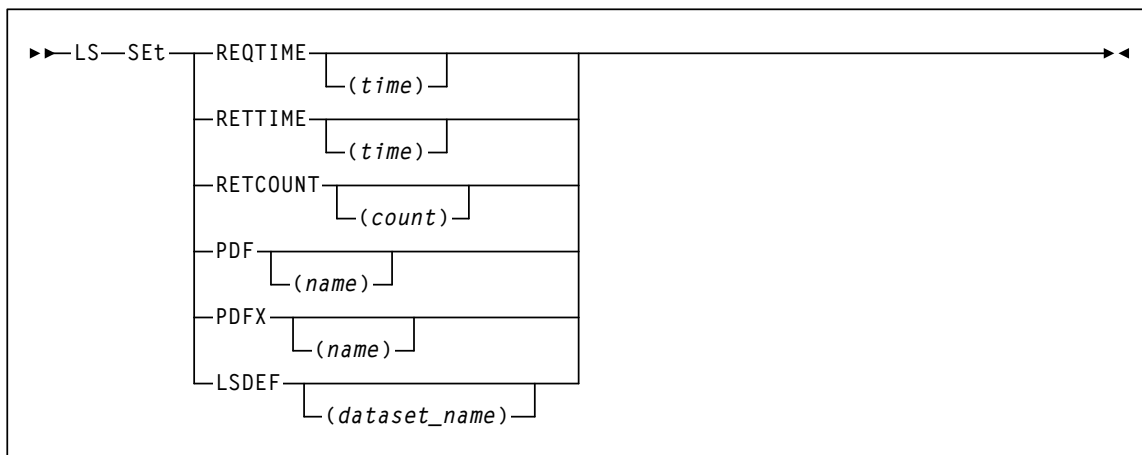 LS SEt REQTIME
(time)
RETTIME
(time)
RETCOUNT
(count)
PDF
(name)
PDFX
(name)
LSDEF
(dataset_name)